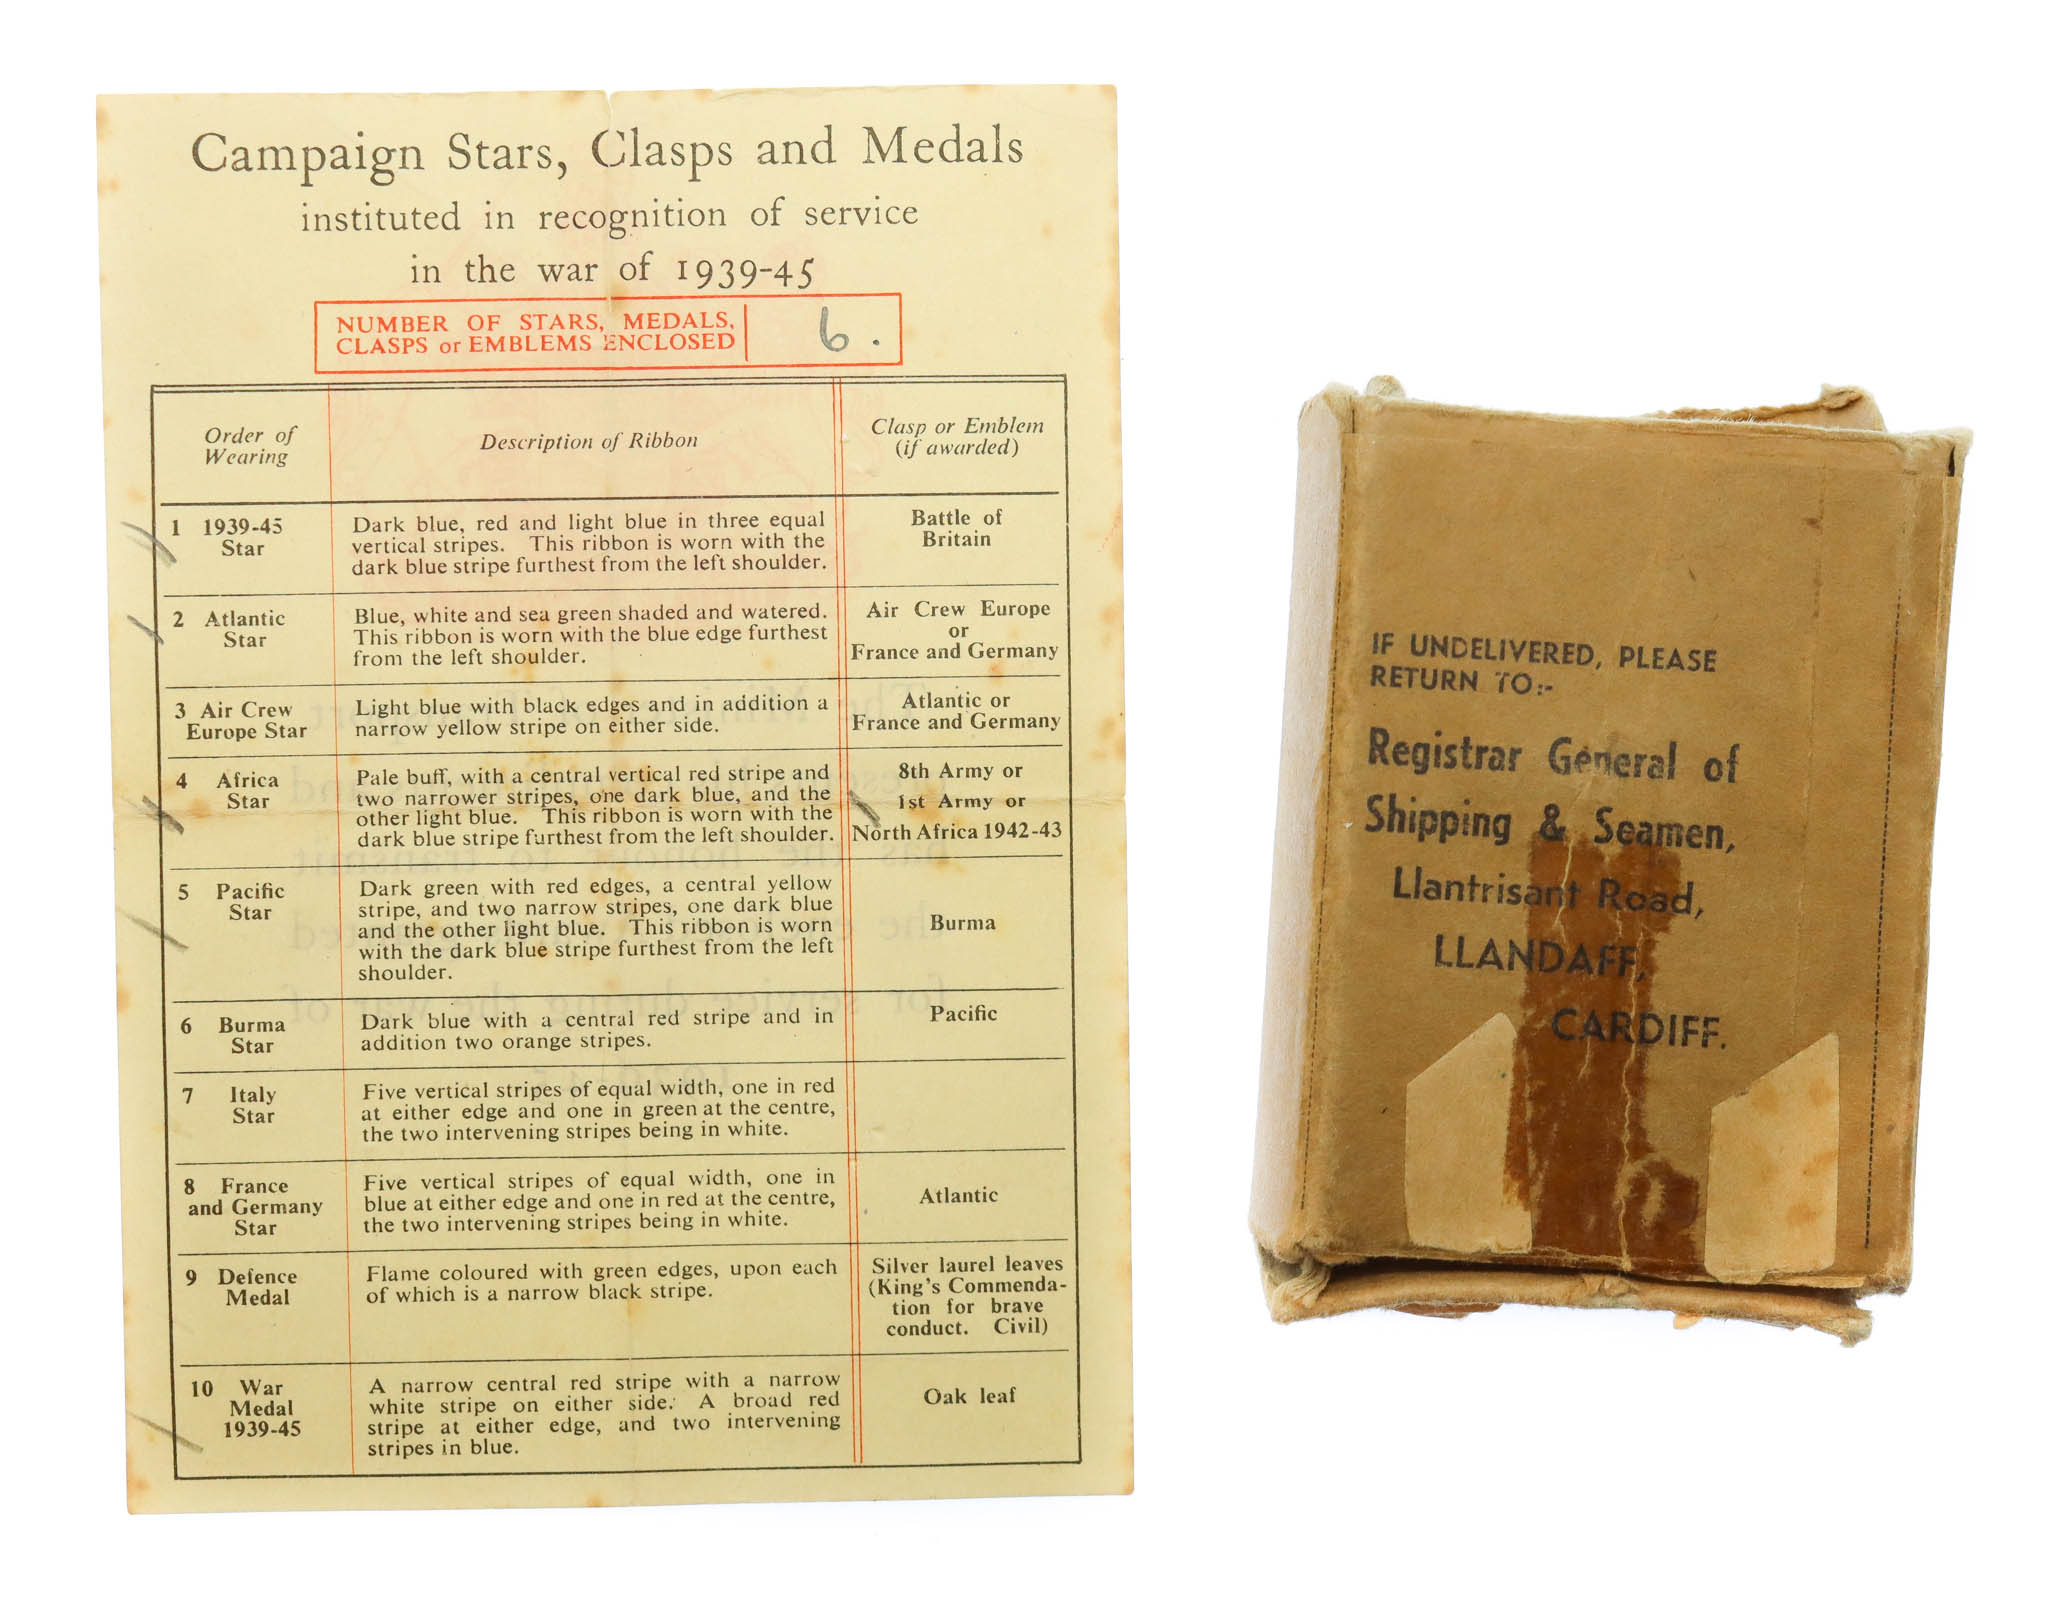 Campaign Stars, Clasps and Medals
instituted in recognition of service
in the war of 1939-45
NUMBER OF STARS, MEDALS,
CLASPS or EMBLEMS ENCLOSED
6.
Order of
Wearing
Description of Ribbon
Clasp or Emblem
(if awarded)
1 1939-45
Star
Dark blue, red and light blue in three equal
vertical stripes. This ribbon is worn with the
dark blue stripe furthest from the left shoulder.
Battle of
Britain
2 Atlantic
Star
Blue, white and sea green shaded and watered.
This ribbon is worn with the blue edge furthest
from the left shoulder.
Air Crew Europe
or
France and Germany
3 Air Crew
Europe Star
Light blue with black edges and in addition a
narrow yellow stripe on either side.
Atlantic or
France and Germany
4 Africa
Star
Pale buff, with a central vertical red stripe and
two narrower stripes, one dark blue, and the
other light blue. This ribbon is worn with the
dark blue stripe furthest from the left shoulder.
8th Army or
1st Army or
North Africa 1942-43
5 Pacific
Star
Dark green with red edges, a central yellow
stripe, and two narrow stripes, one dark blue
and the other light blue. This ribbon is worn
with the dark blue stripe furthest from the left
shoulder.
Burma
6 Burma
Star
Dark blue with a central red stripe and in
addition two orange stripes.
Pacific
7 Italy
Star
Five vertical stripes of equal width, one in red
at either edge and one in green at the centre,
the two intervening stripes being in white.
8 France
and Germany
Star
Five vertical stripes of equal width, one in
blue at either edge and one in red at the centre,
the two intervening stripes being in white.
Atlantic
9 Defence
Medal
Flame coloured with green edges, upon each
of which is a narrow black stripe.
Silver laurel leaves
(King's Commenda-
tion for brave
conduct. Civil)
10 War
Medal
1939-45
A narrow central red stripe with a narrow
white stripe on either side. A broad red
stripe at either edge, and two intervening
stripes in blue.
Oak leaf
IF UNDELIVERED, PLEASE
RETURN TO:-
Registrar General of
Shipping & Seamen,
Llantrisant Road,
LLANDAFF,
CARDIFF.